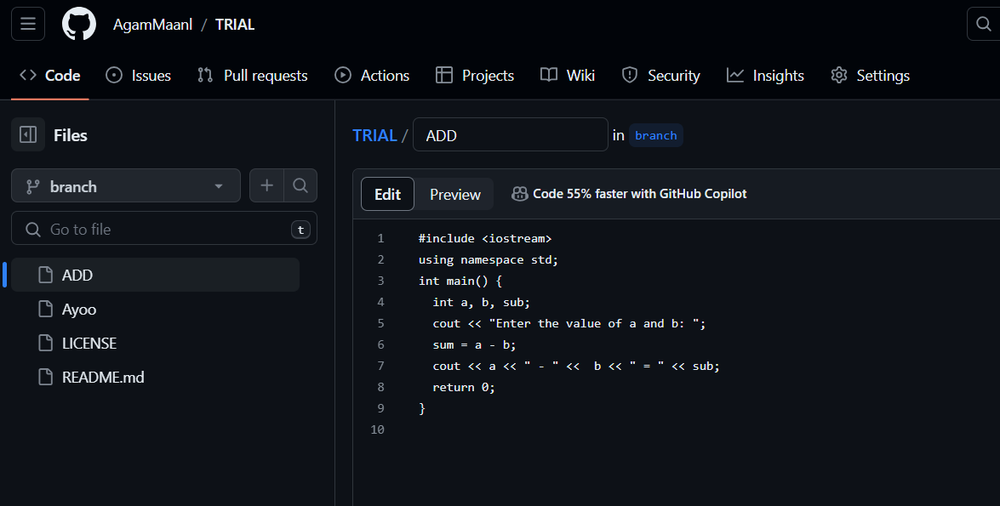 AgamMaanl / TRIAL
Code Issues Pull requests Actions Projects Wiki Security Insights Settings
Files
TRIAL / ADD in branch
branch
Edit Preview Code 55% faster with GitHub Copilot
Go to file t
ADD
Ayoo
LICENSE
README.md
1 #include <iostream>
2 using namespace std;
3 int main() {
4   int a, b, sub;
5   cout << "Enter the value of a and b: ";
6   sum = a - b;
7   cout << a << " - " <<  b << " = " << sub;
8   return 0;
9 }
10